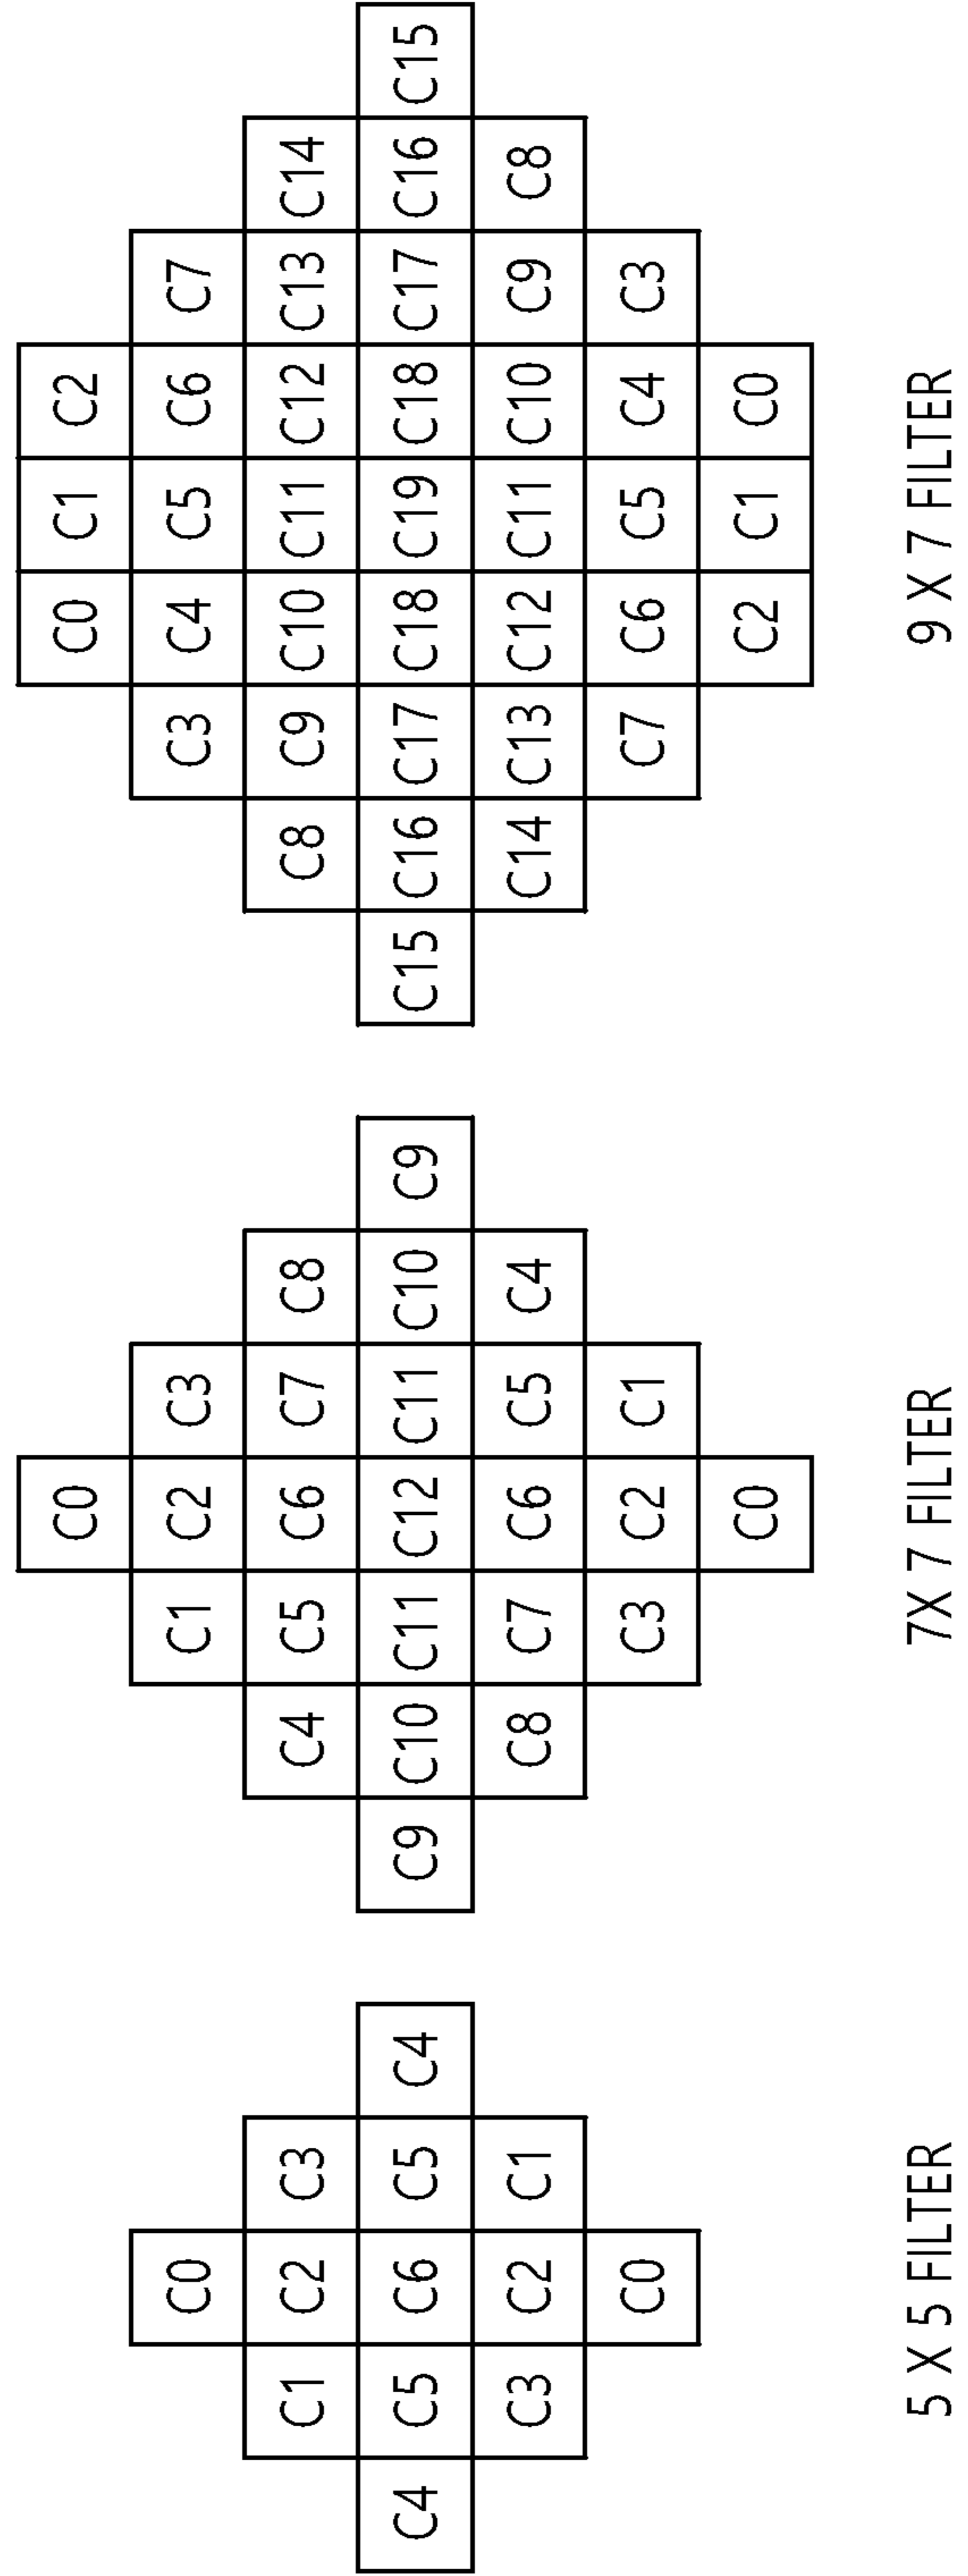 C0
C1 C2 C3
C4 C5 C6 C5 C4
C3 C2 C1
C0
5 X 5 FILTER
C0
C1 C2 C3
C4 C5 C6 C7 C8
C9 C10 C11 C12 C11 C10 C9
C8 C7 C6 C5 C4
C3 C2 C1
C0
7X 7 FILTER
C0 C1 C2
C3 C4 C5 C6 C7
C8 C9 C10 C11 C12 C13 C14
C15 C16 C17 C18 C19 C18 C17 C16 C15
C14 C13 C12 C11 C10 C9 C8
C7 C6 C5 C4 C3
C2 C1 C0
9 X 7 FILTER